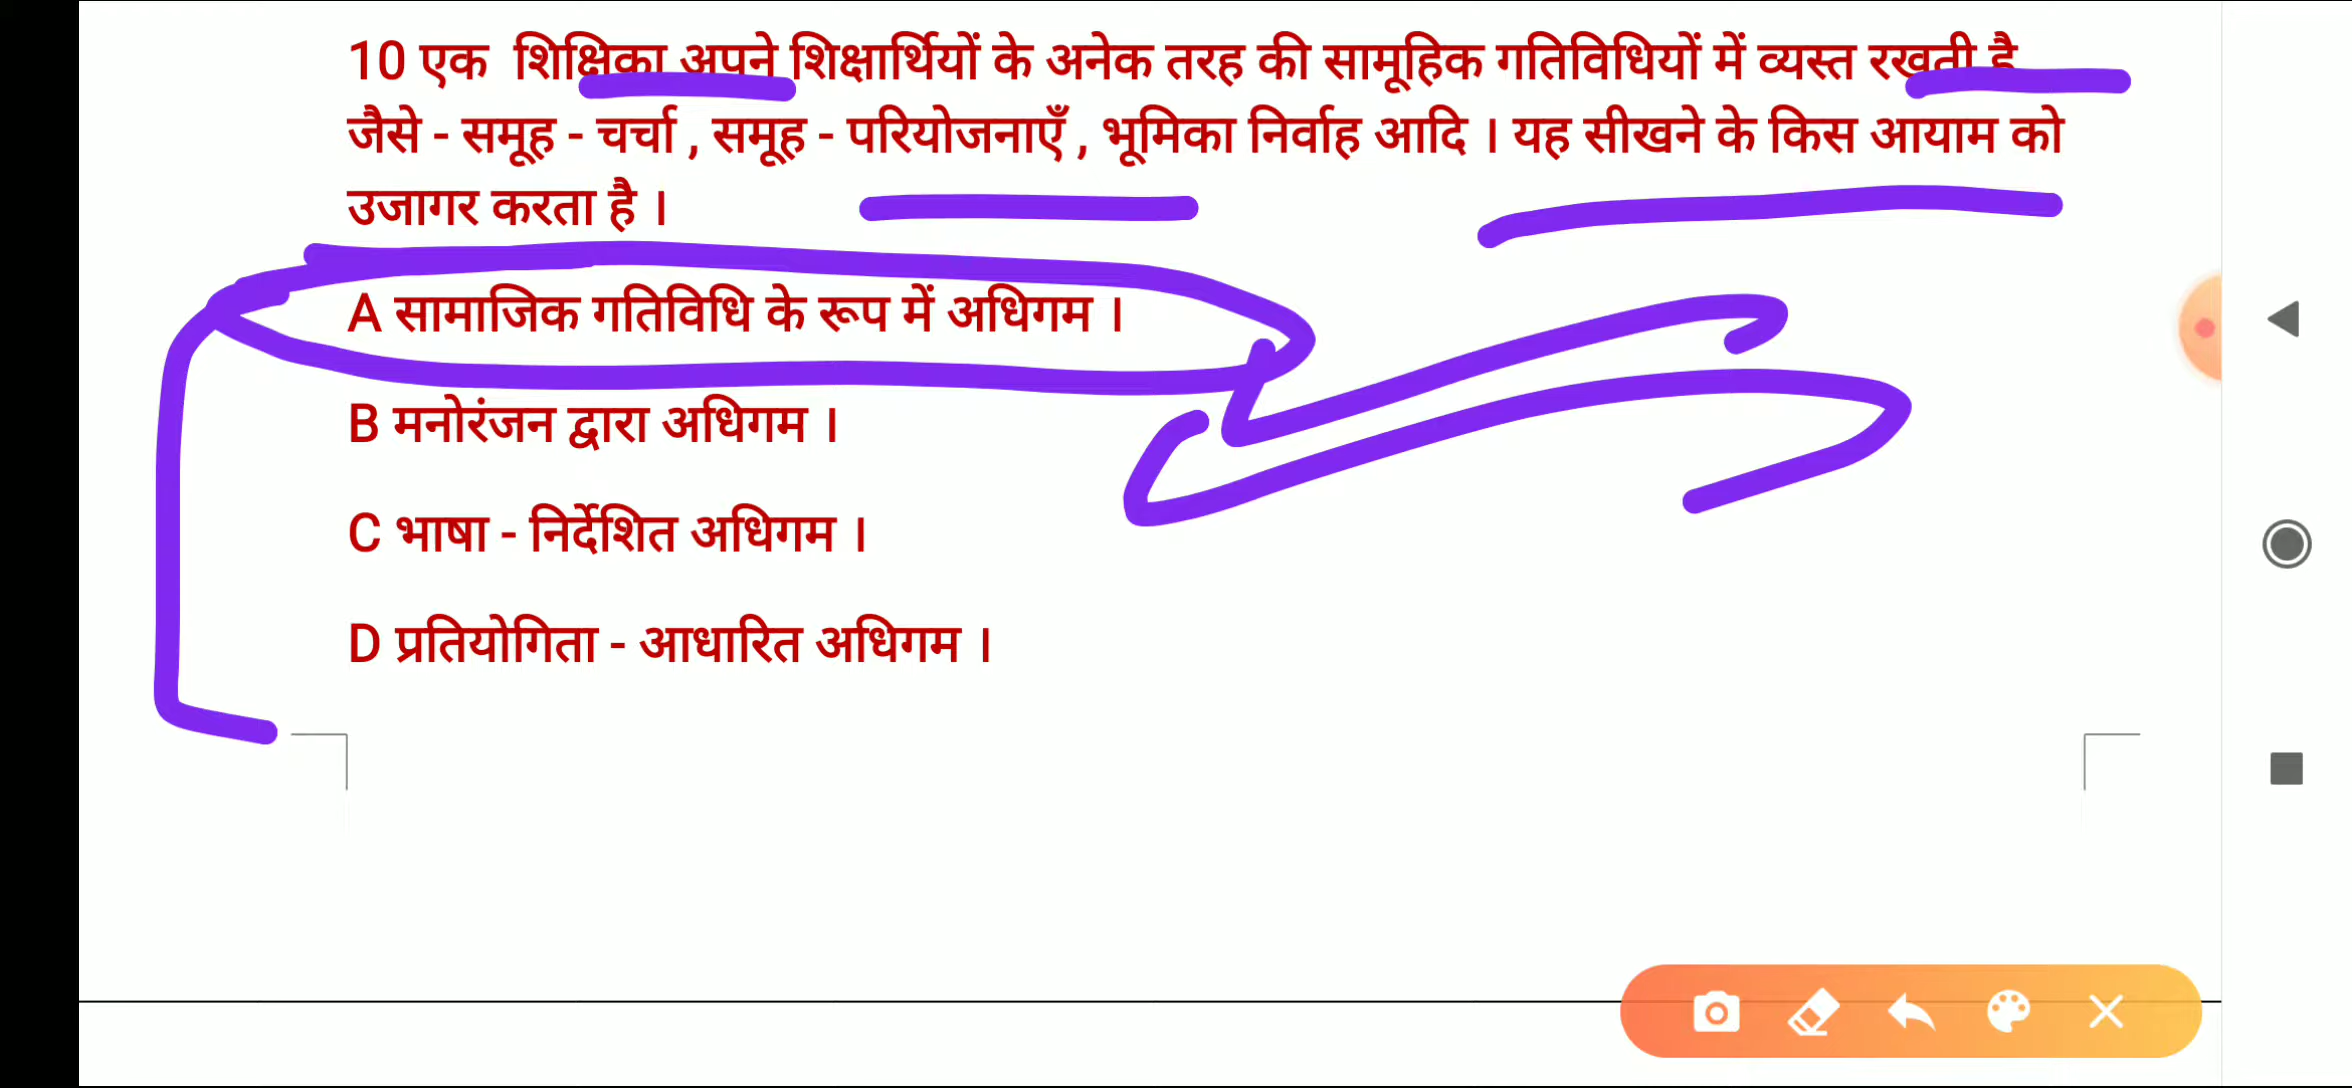 10 एक शिक्षिका अपने शिक्षार्थियों के अनेक तरह की सामूहिक गतिविधियों में व्यस्त रखती है
जैसे - समूह - चर्चा , समूह - परियोजनाएँ , भूमिका निर्वाह आदि । यह सीखने के किस आयाम को
उजागर करता है ।
A सामाजिक गतिविधि के रूप में अधिगम ।
B मनोरंजन द्वारा अधिगम ।
C भाषा - निर्देशित अधिगम ।
D प्रतियोगिता - आधारित अधिगम ।